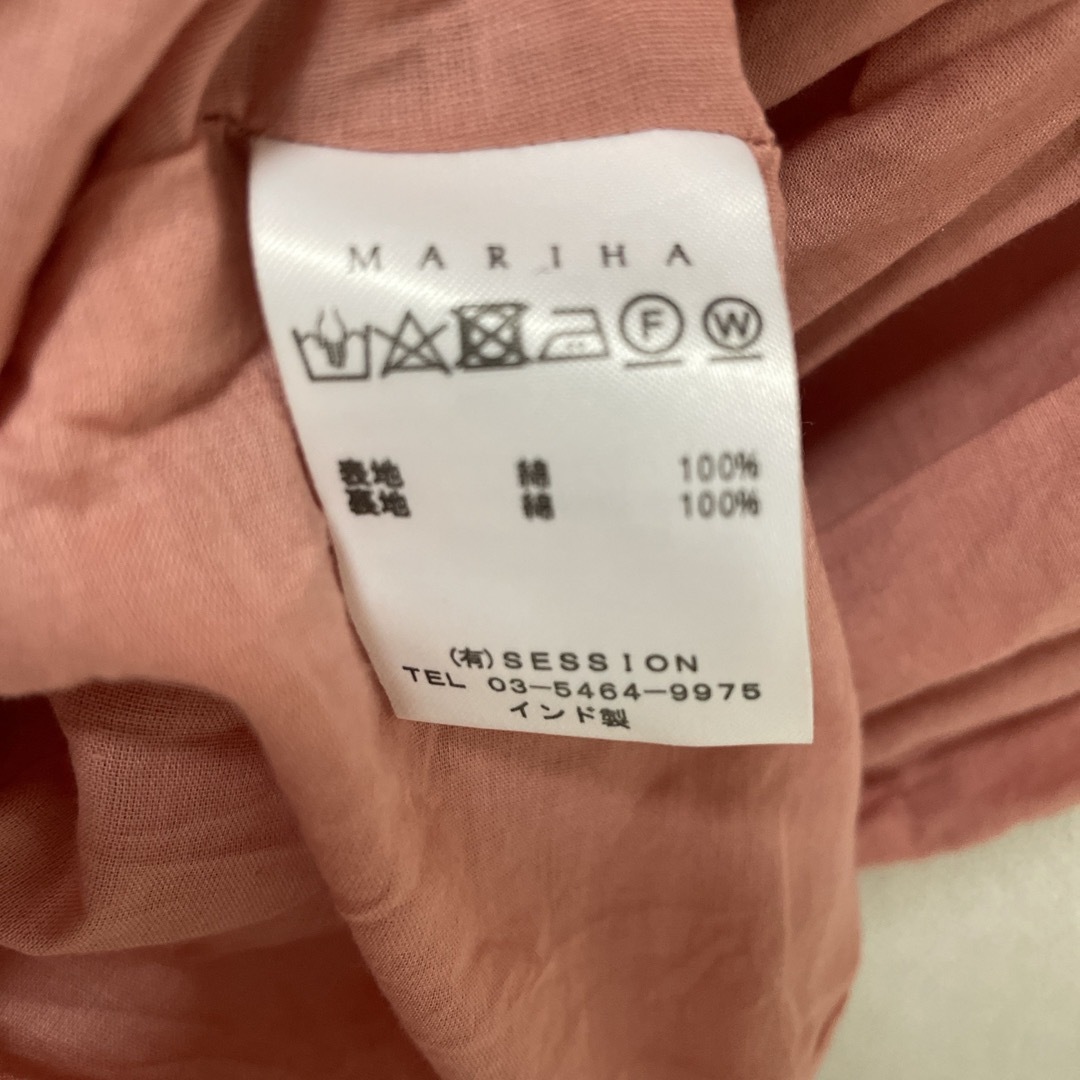 MARIHA
F W
表地 綿 100%
裏地 綿 100%
(有)SESSION
TEL 03-5464-9975
インド製